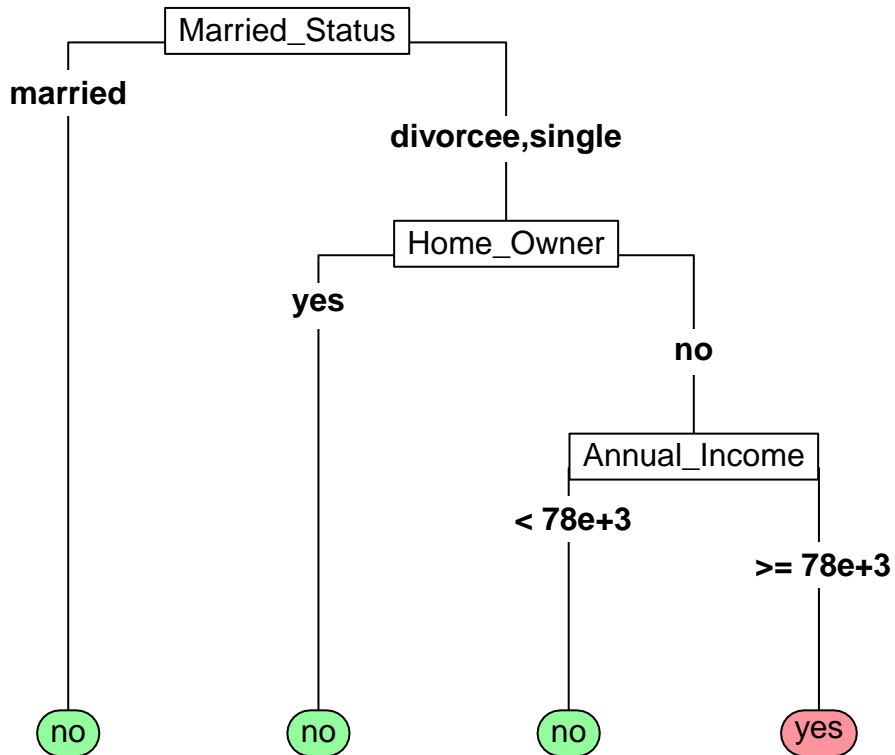 Married_Status
married
divorcee,single
Home_Owner
yes
no
Annual_Income
< 78e+3
>= 78e+3
no
no
no
yes